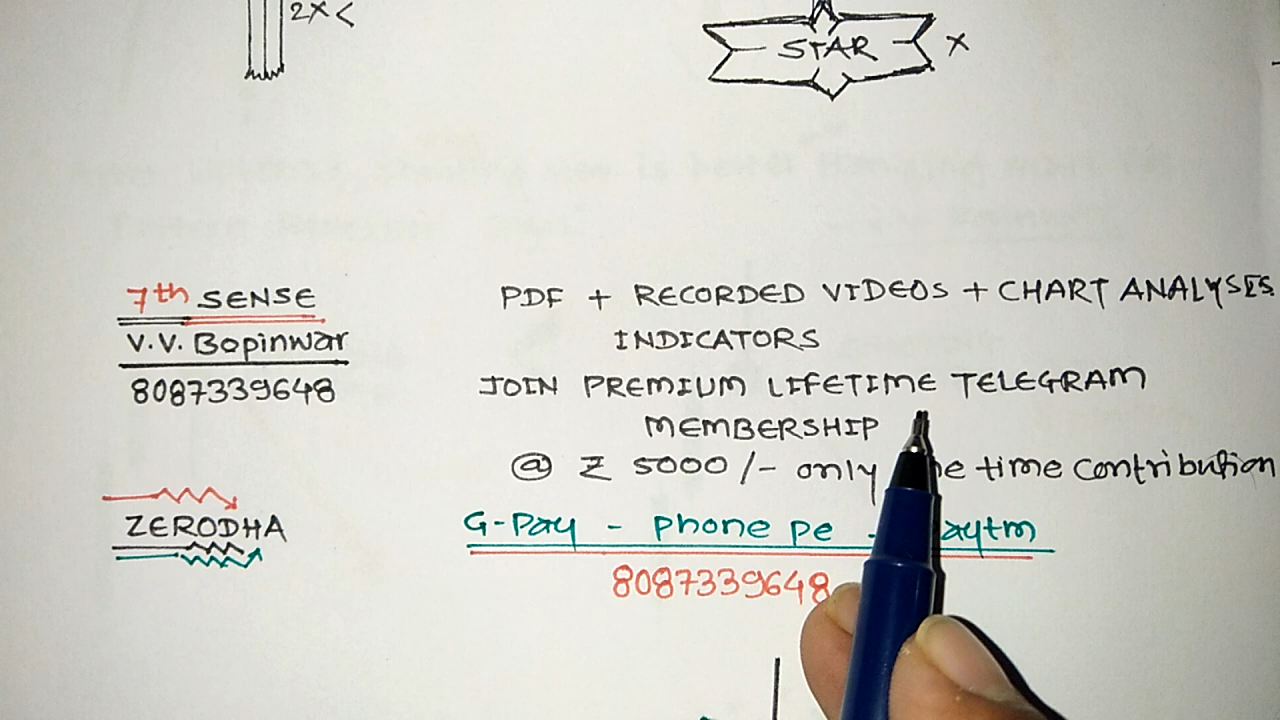 2X <
STAR X
7th SENSE
V.V. Bopinwar
8087339648
PDF + RECORDED VIDEOS + CHART ANALYSES
INDICATORS
JOIN PREMIUM LIFETIME TELEGRAM
MEMBERSHIP
@ ₹ 5000/- only time contribution
ZERODHA
G-Pay - Phone pe -
8087339648